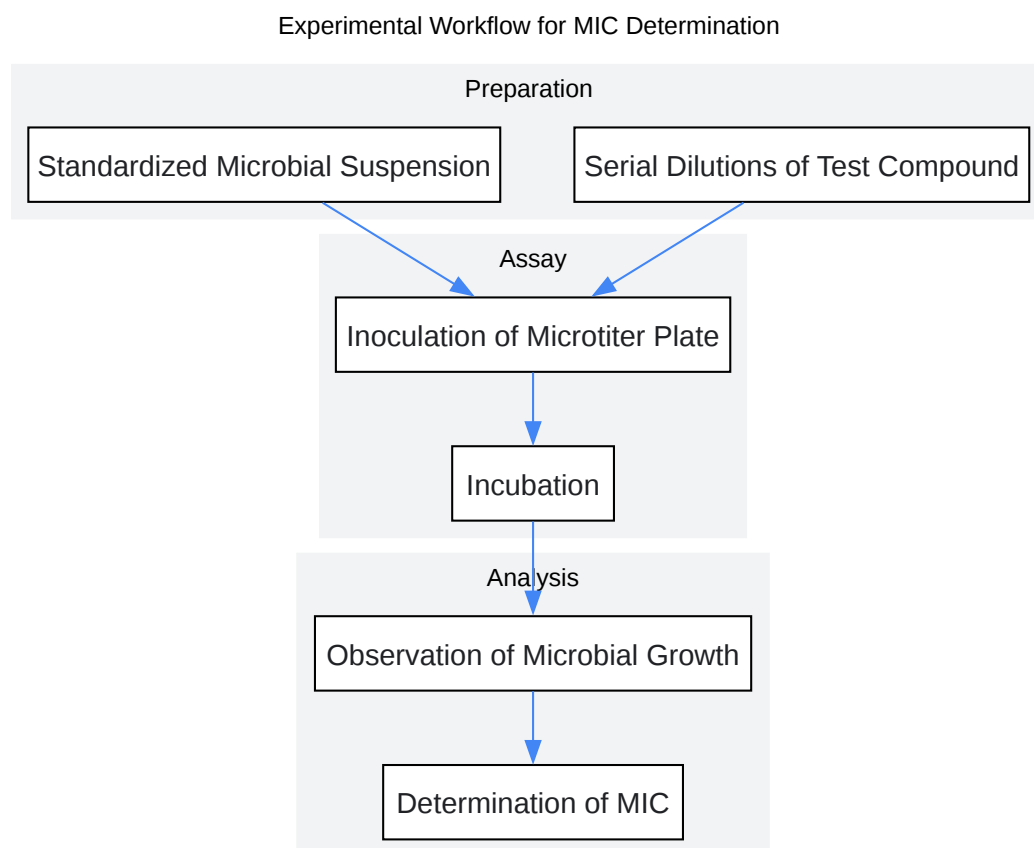 Experimental Workflow for MIC Determination
Preparation
Standardized Microbial Suspension
Serial Dilutions of Test Compound
Assay
Inoculation of Microtiter Plate
Incubation
Analysis
Observation of Microbial Growth
Determination of MIC